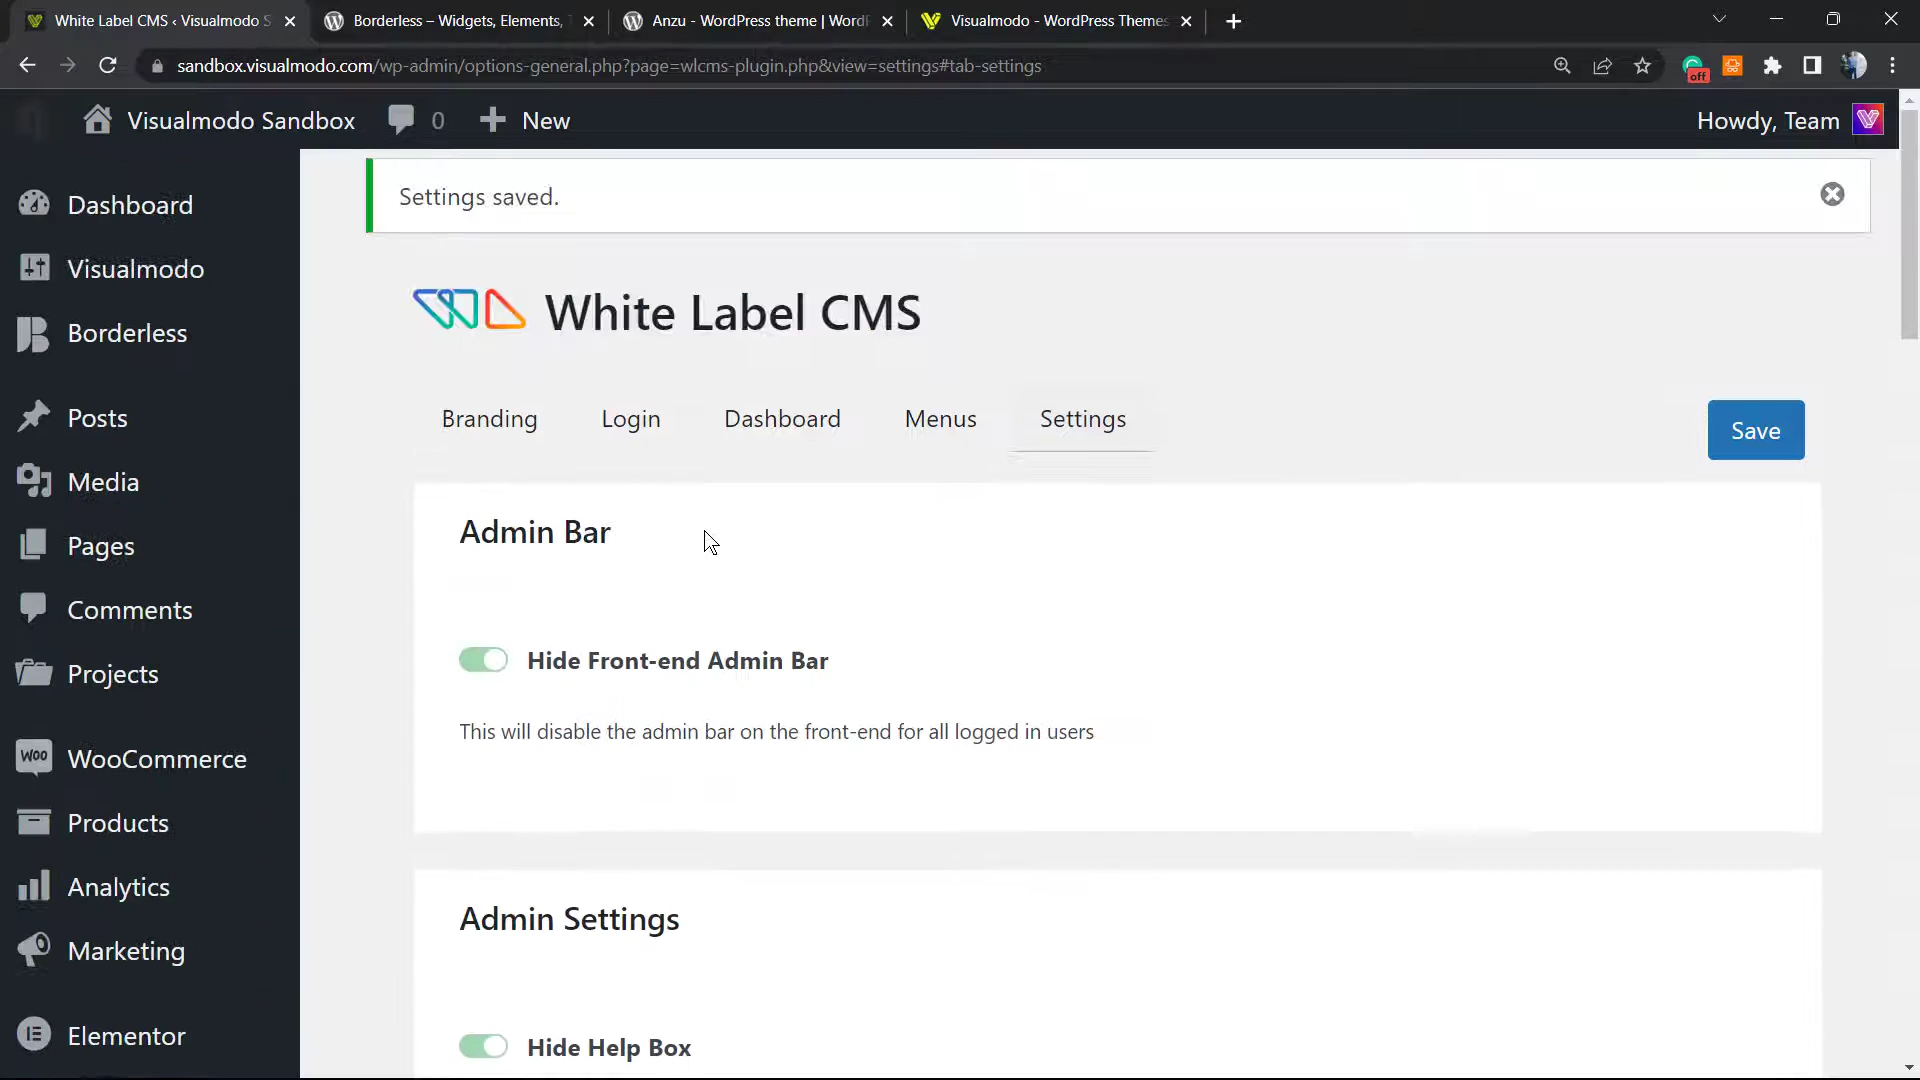 White Label CMS ‹ Visualmodo S
Borderless – Widgets, Elements,
Anzu - WordPress theme | Word
Visualmodo - WordPress Themes
sandbox.visualmodo.com/wp-admin/options-general.php?page=wlcms-plugin.php&view=settings#tab-settings
off
Visualmodo Sandbox
0
New
Howdy, Team
Dashboard
Visualmodo
Borderless
Posts
Media
Pages
Comments
Projects
WOO
WooCommerce
Products
Analytics
Marketing
Elementor
Settings saved.
White Label CMS
Branding
Login
Dashboard
Menus
Settings
Save
Admin Bar
Hide Front-end Admin Bar
This will disable the admin bar on the front-end for all logged in users
Admin Settings
Hide Help Box